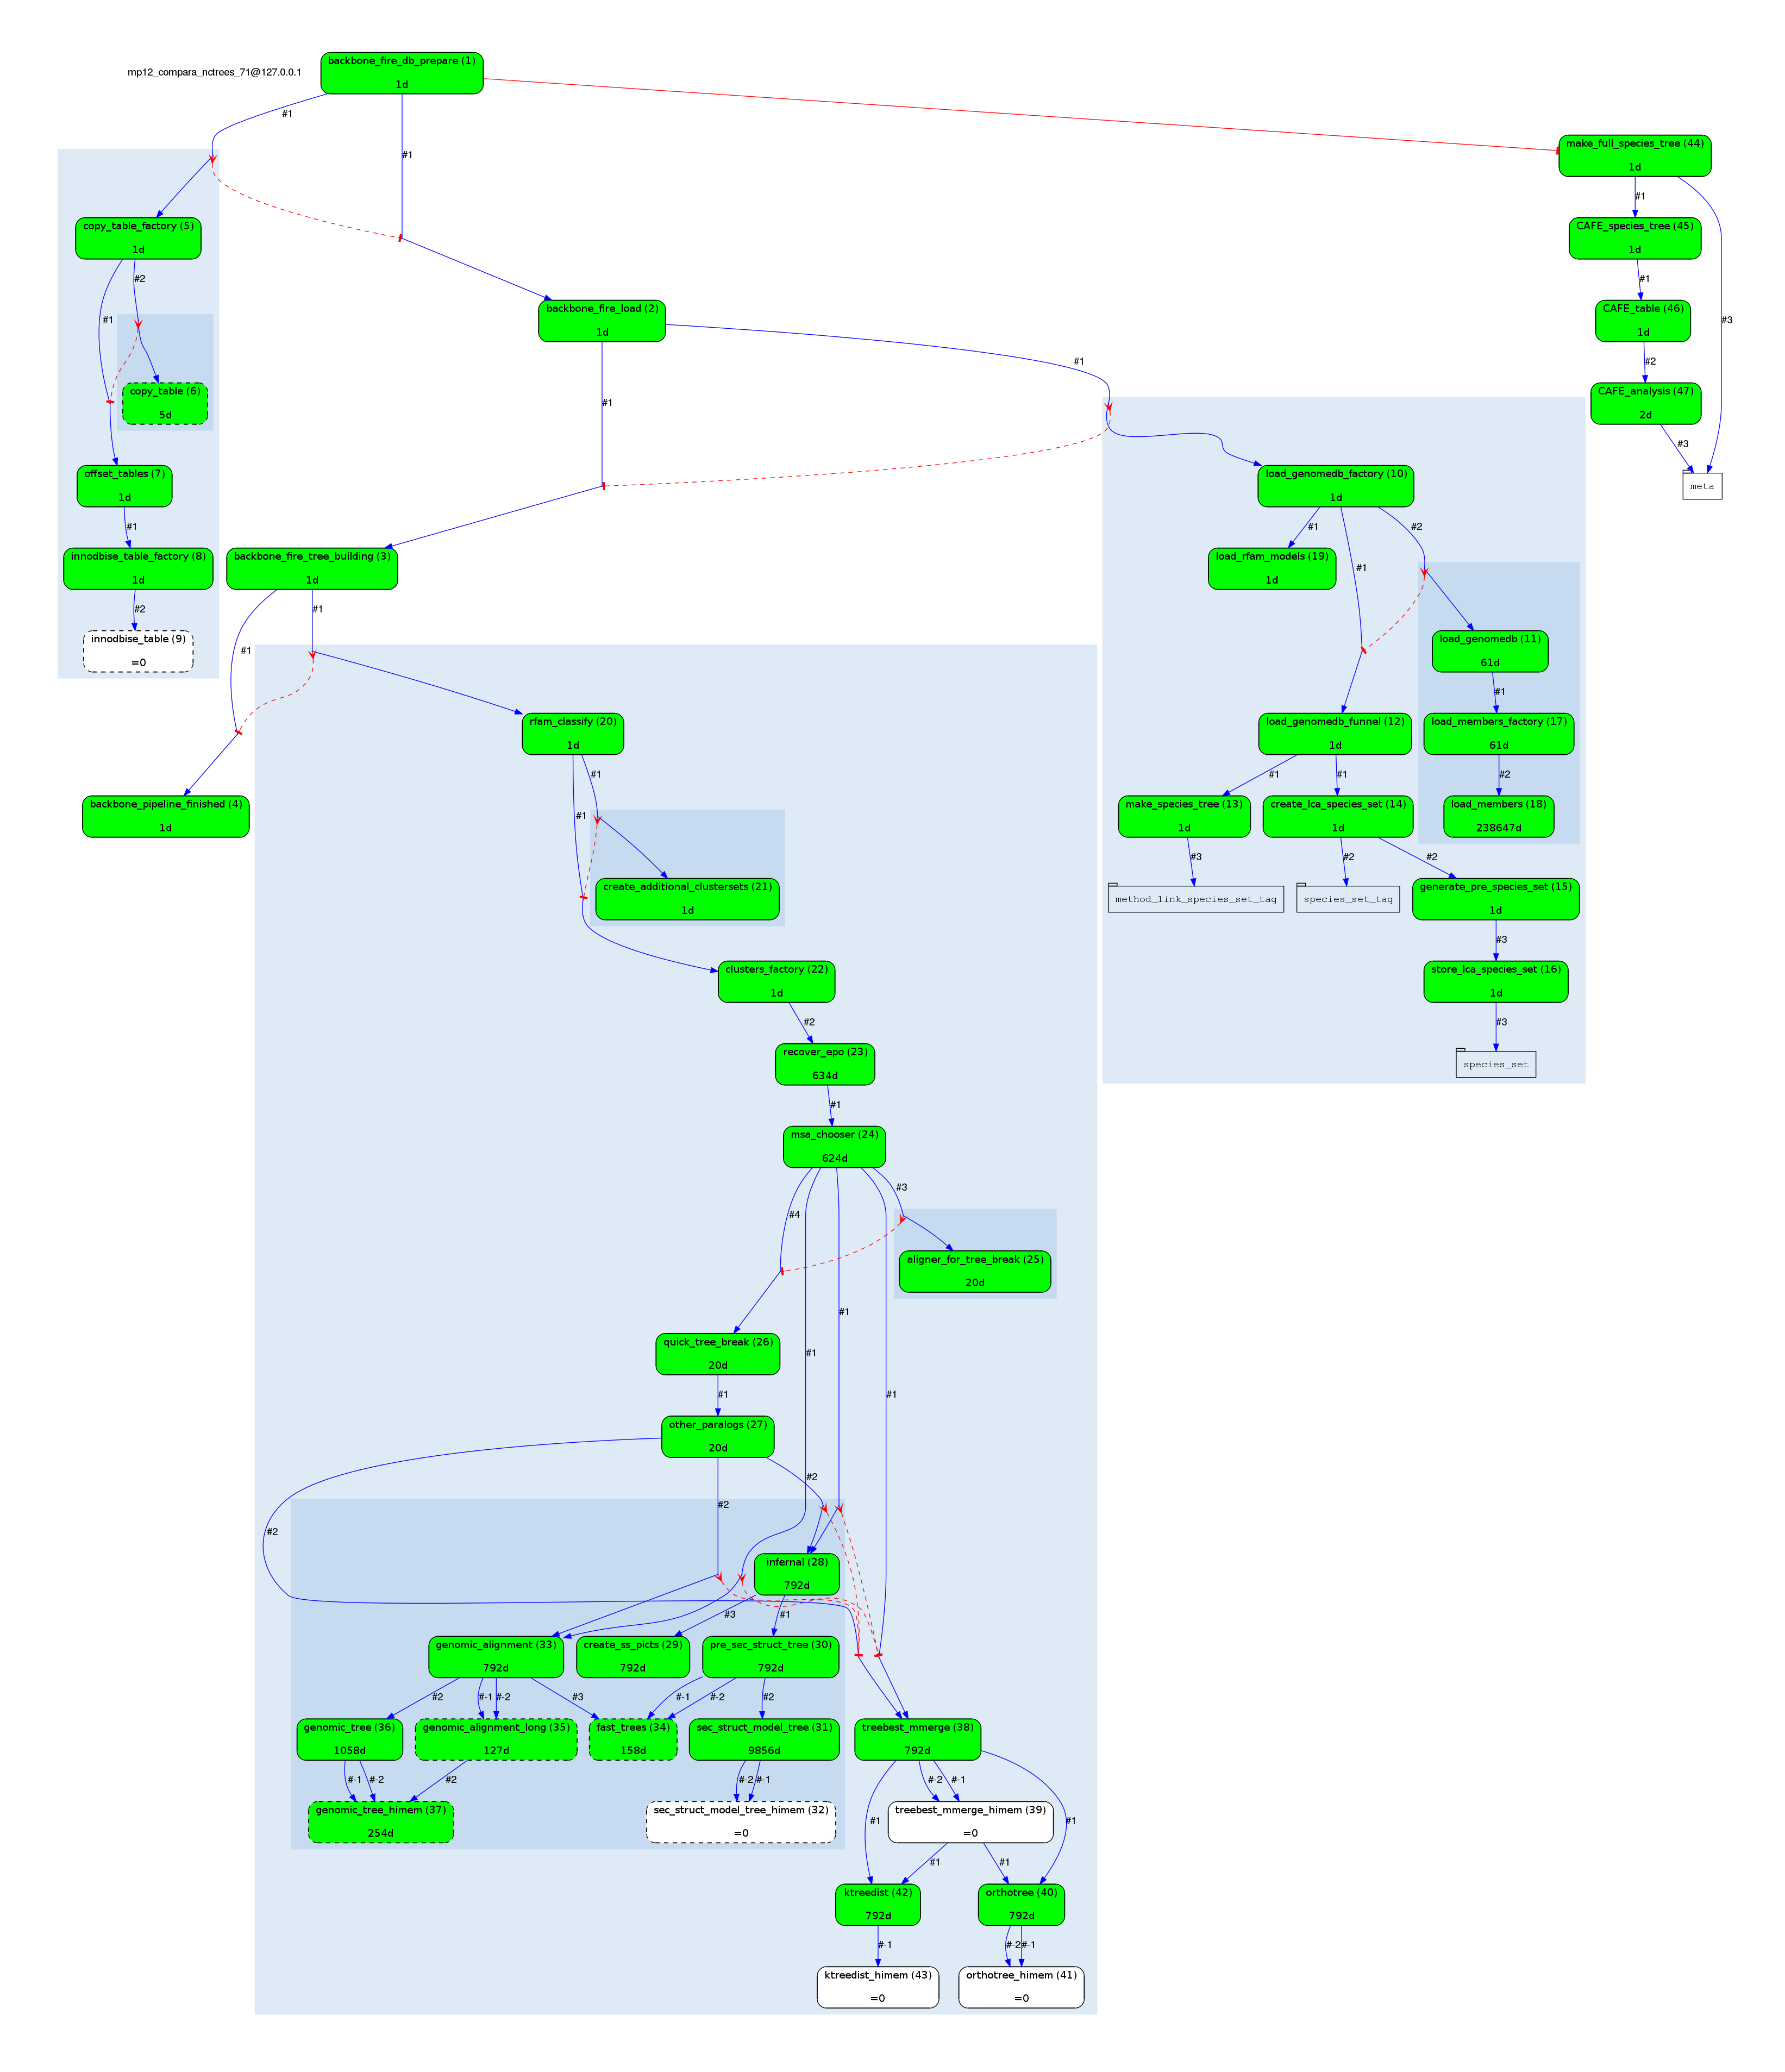 backbone_fire_db_prepare (1)
1d
mp12_compara_nctrees_71@127.0.0.1
#1
#1
make_full_species_tree (44)
1d
#1
#3
copy_table_factory (5)
1d
#1
#2
CAFE_species_tree (45)
1d
#1
backbone_fire_load (2)
1d
#1
#1
CAFE_table (46)
1d
#2
copy_table (6)
5d
CAFE_analysis (47)
2d
#3
offset_tables (7)
1d
#1
load_genomedb_factory (10)
1d
#1
#1
#2
meta
innodbise_table_factory (8)
1d
#2
backbone_fire_tree_building (3)
1d
#1
#1
load_rfam_models (19)
1d
innodbise_table (9)
=0
load_genomedb (11)
61d
#1
rfam_classify (20)
1d
#1
#1
load_genomedb_funnel (12)
1d
#1
#1
load_members_factory (17)
61d
#2
backbone_pipeline_finished (4)
1d
make_species_tree (13)
1d
#3
create_lca_species_set (14)
1d
#2
#2
load_members (18)
238647d
create_additional_clustersets (21)
1d
method_link_species_set_tag
species_set_tag
generate_pre_species_set (15)
1d
#3
clusters_factory (22)
1d
#2
store_lca_species_set (16)
1d
#3
recover_epo (23)
634d
#1
species_set
msa_chooser (24)
624d
#4
#1
#1
#1
#3
aligner_for_tree_break (25)
20d
quick_tree_break (26)
20d
#1
other_paralogs (27)
20d
#2
#2
#2
infernal (28)
792d
#3
#1
genomic_alignment (33)
792d
#2
#-1
#-2
#3
create_ss_picts (29)
792d
pre_sec_struct_tree (30)
792d
#-1
#-2
#2
genomic_tree (36)
1058d
#-1
#-2
genomic_alignment_long (35)
127d
#2
fast_trees (34)
158d
sec_struct_model_tree (31)
9856d
#-2
#-1
treebest_mmerge (38)
792d
#1
#-2
#-1
#1
genomic_tree_himem (37)
254d
sec_struct_model_tree_himem (32)
=0
treebest_mmerge_himem (39)
=0
#1
#1
ktreedist (42)
792d
#-1
orthotree (40)
792d
#-2
#-1
ktreedist_himem (43)
=0
orthotree_himem (41)
=0